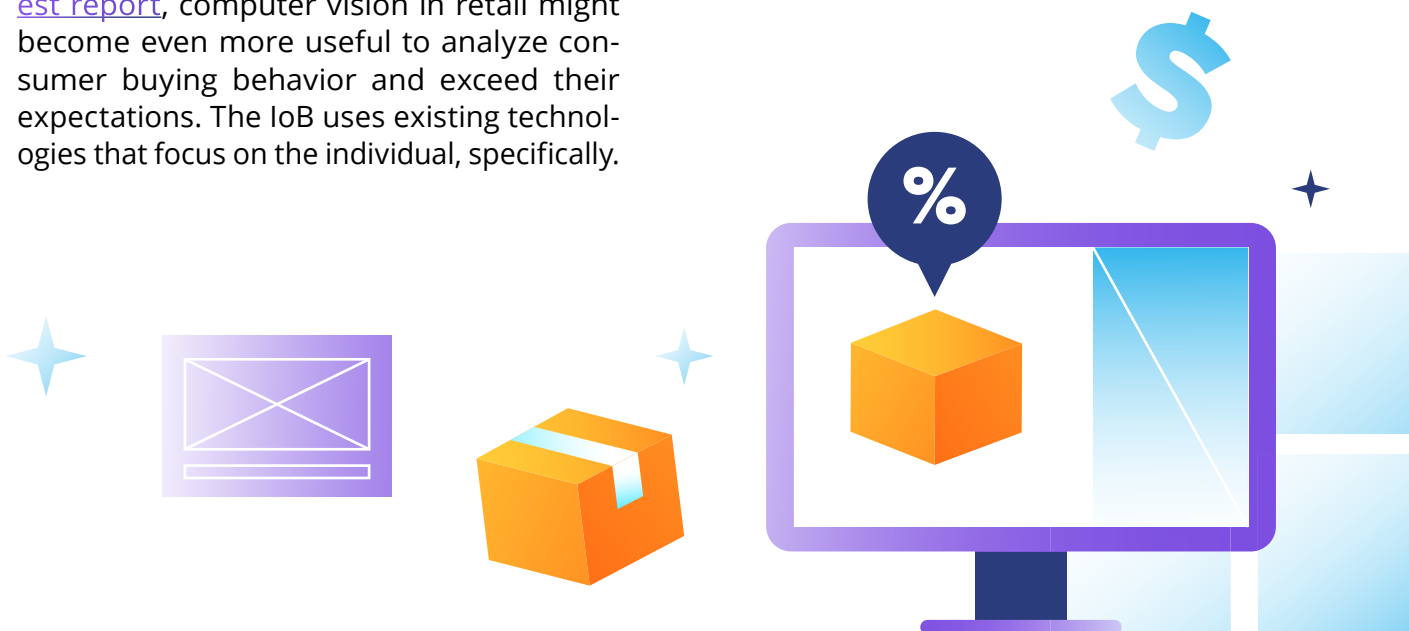 est report, computer vision in retail might
become even more useful to analyze con-
sumer buying behavior and exceed their
expectations. The IoB uses existing technol-
ogies that focus on the individual, specifically.
$
%